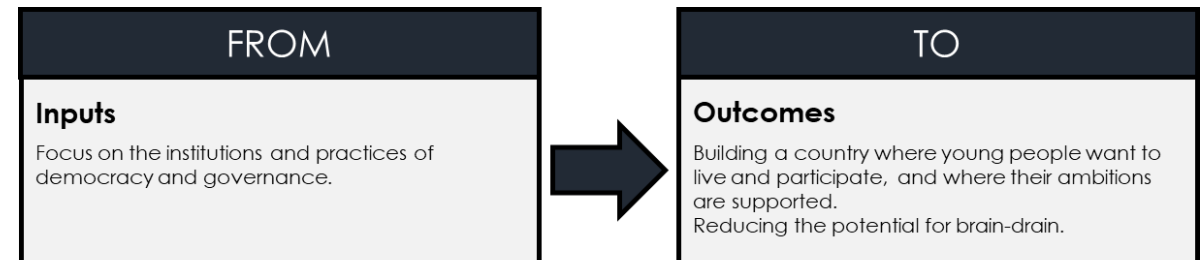 FROM
Inputs
Focus on the institutions and practices of
democracy and governance.
TO
Outcomes
Building a country where young people want to
live and participate, and where their ambitions
are supported.
Reducing the potential for brain-drain.